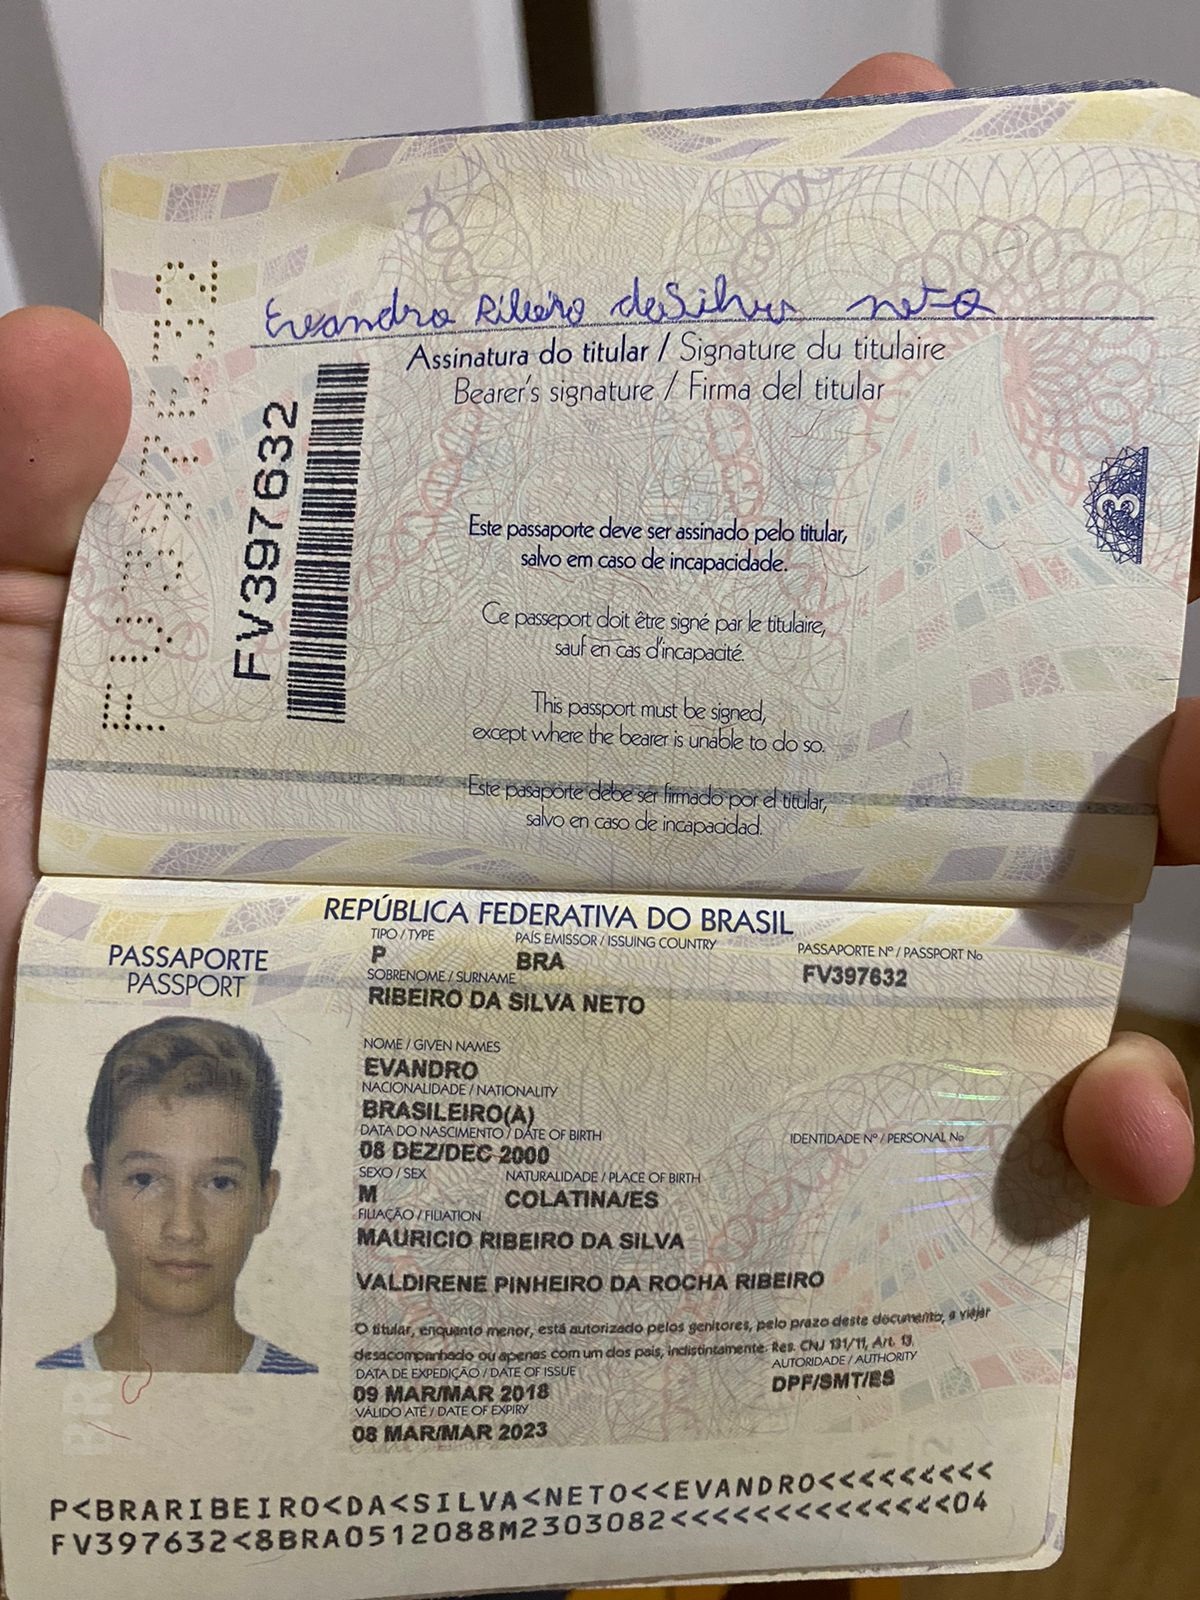 Evandro Ribeiro da Silva neto
Assinatura do titular / Signature du titulaire
Bearer's signature / Firma del titular
FV397632
FV397632
Este passaporte deve ser assinado pelo titular,
salvo em caso de incapacidade.
Ce passeport doit être signé par le titulaire,
sauf en cas d'incapacité.
This passport must be signed,
except where the bearer is unable to do so.
Este pasaporte debe ser firmado por el titular,
salvo en caso de incapacidad.
3
REPÚBLICA FEDERATIVA DO BRASIL
PASSAPORTE
PASSPORT
TIPO / TYPE PAÍS EMISSOR / ISSUING COUNTRY PASSAPORTE Nº / PASSPORT No
P BRA FV397632
SOBRENOME / SURNAME
RIBEIRO DA SILVA NETO
NOME / GIVEN NAMES
EVANDRO
NACIONALIDADE / NATIONALITY
BRASILEIRO(A)
DATA DO NASCIMENTO / DATE OF BIRTH IDENTIDADE Nº / PERSONAL No
08 DEZ/DEC 2000
SEXO / SEX NATURALIDADE / PLACE OF BIRTH
M COLATINA/ES
FILIAÇÃO / FILIATION
MAURICIO RIBEIRO DA SILVA
VALDIRENE PINHEIRO DA ROCHA RIBEIRO
O titular, enquanto menor, está autorizado pelos genitores, pelo prazo deste documento, a viajar
desacompanhado ou apenas com um dos pais, indistintamente. Res. CNJ 131/11, Art. 13.
DATA DE EXPEDIÇÃO / DATE OF ISSUE AUTORIDADE / AUTHORITY
09 MAR/MAR 2018 DPF/SMT/ES
VÁLIDO ATÉ / DATE OF EXPIRY
08 MAR/MAR 2023
P<BRARIBEIRO<DA<SILVA<NETO<<EVANDRO<<<<<<<<<
FV397632<8BRA0512088M2303082<<<<<<<<<<<<<<04